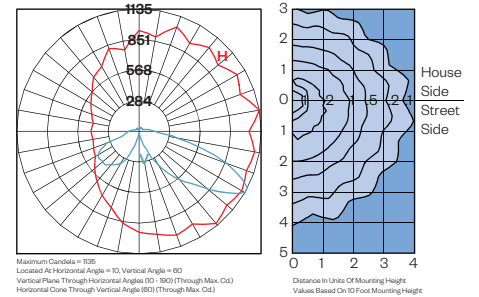 1135
851
568
284
H
V
Maximum Candela = 1135
Located At Horizontal Angle = 10, Vertical Angle = 60
Vertical Plane Through Horizontal Angles (10 - 190) (Through Max. Cd.)
Horizontal Cone Through Vertical Angle (60) (Through Max. Cd.)
3
2
1
0
1
2
3
4
5
1 2 1 .5 .2 .1
House
Side
Street
Side
0 1 2 3 4
Distance In Units Of Mounting Height
Values Based On 10 Foot Mounting Height